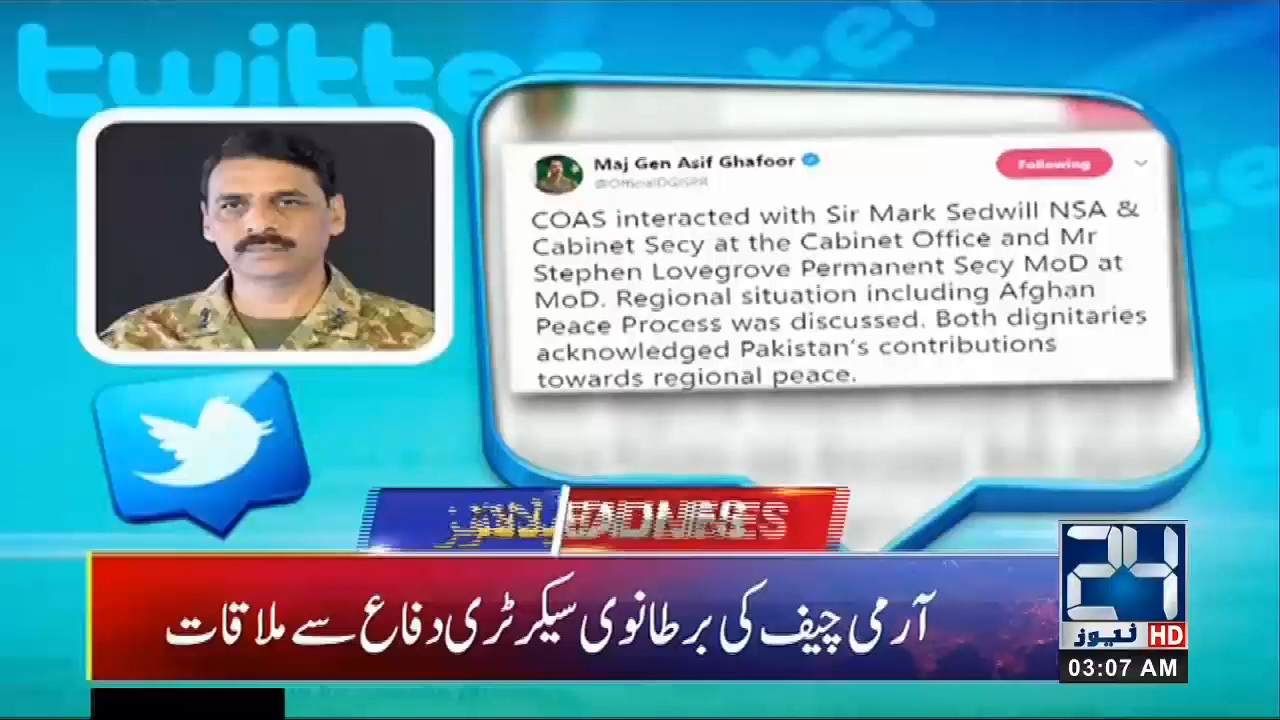 twitter
Maj Gen Asif Ghafoor
@OfficialDGISPR
Following
COAS interacted with Sir Mark Sedwill NSA &
Cabinet Secy at the Cabinet Office and Mr
Stephen Lovegrove Permanent Secy MoD at
MoD. Regional situation including Afghan
Peace Process was discussed. Both dignitaries
acknowledged Pakistan's contributions
towards regional peace.
آرمی چیف کی برطانوی سیکرٹری دفاع سے ملاقات
24
نیوز HD
03:07 AM